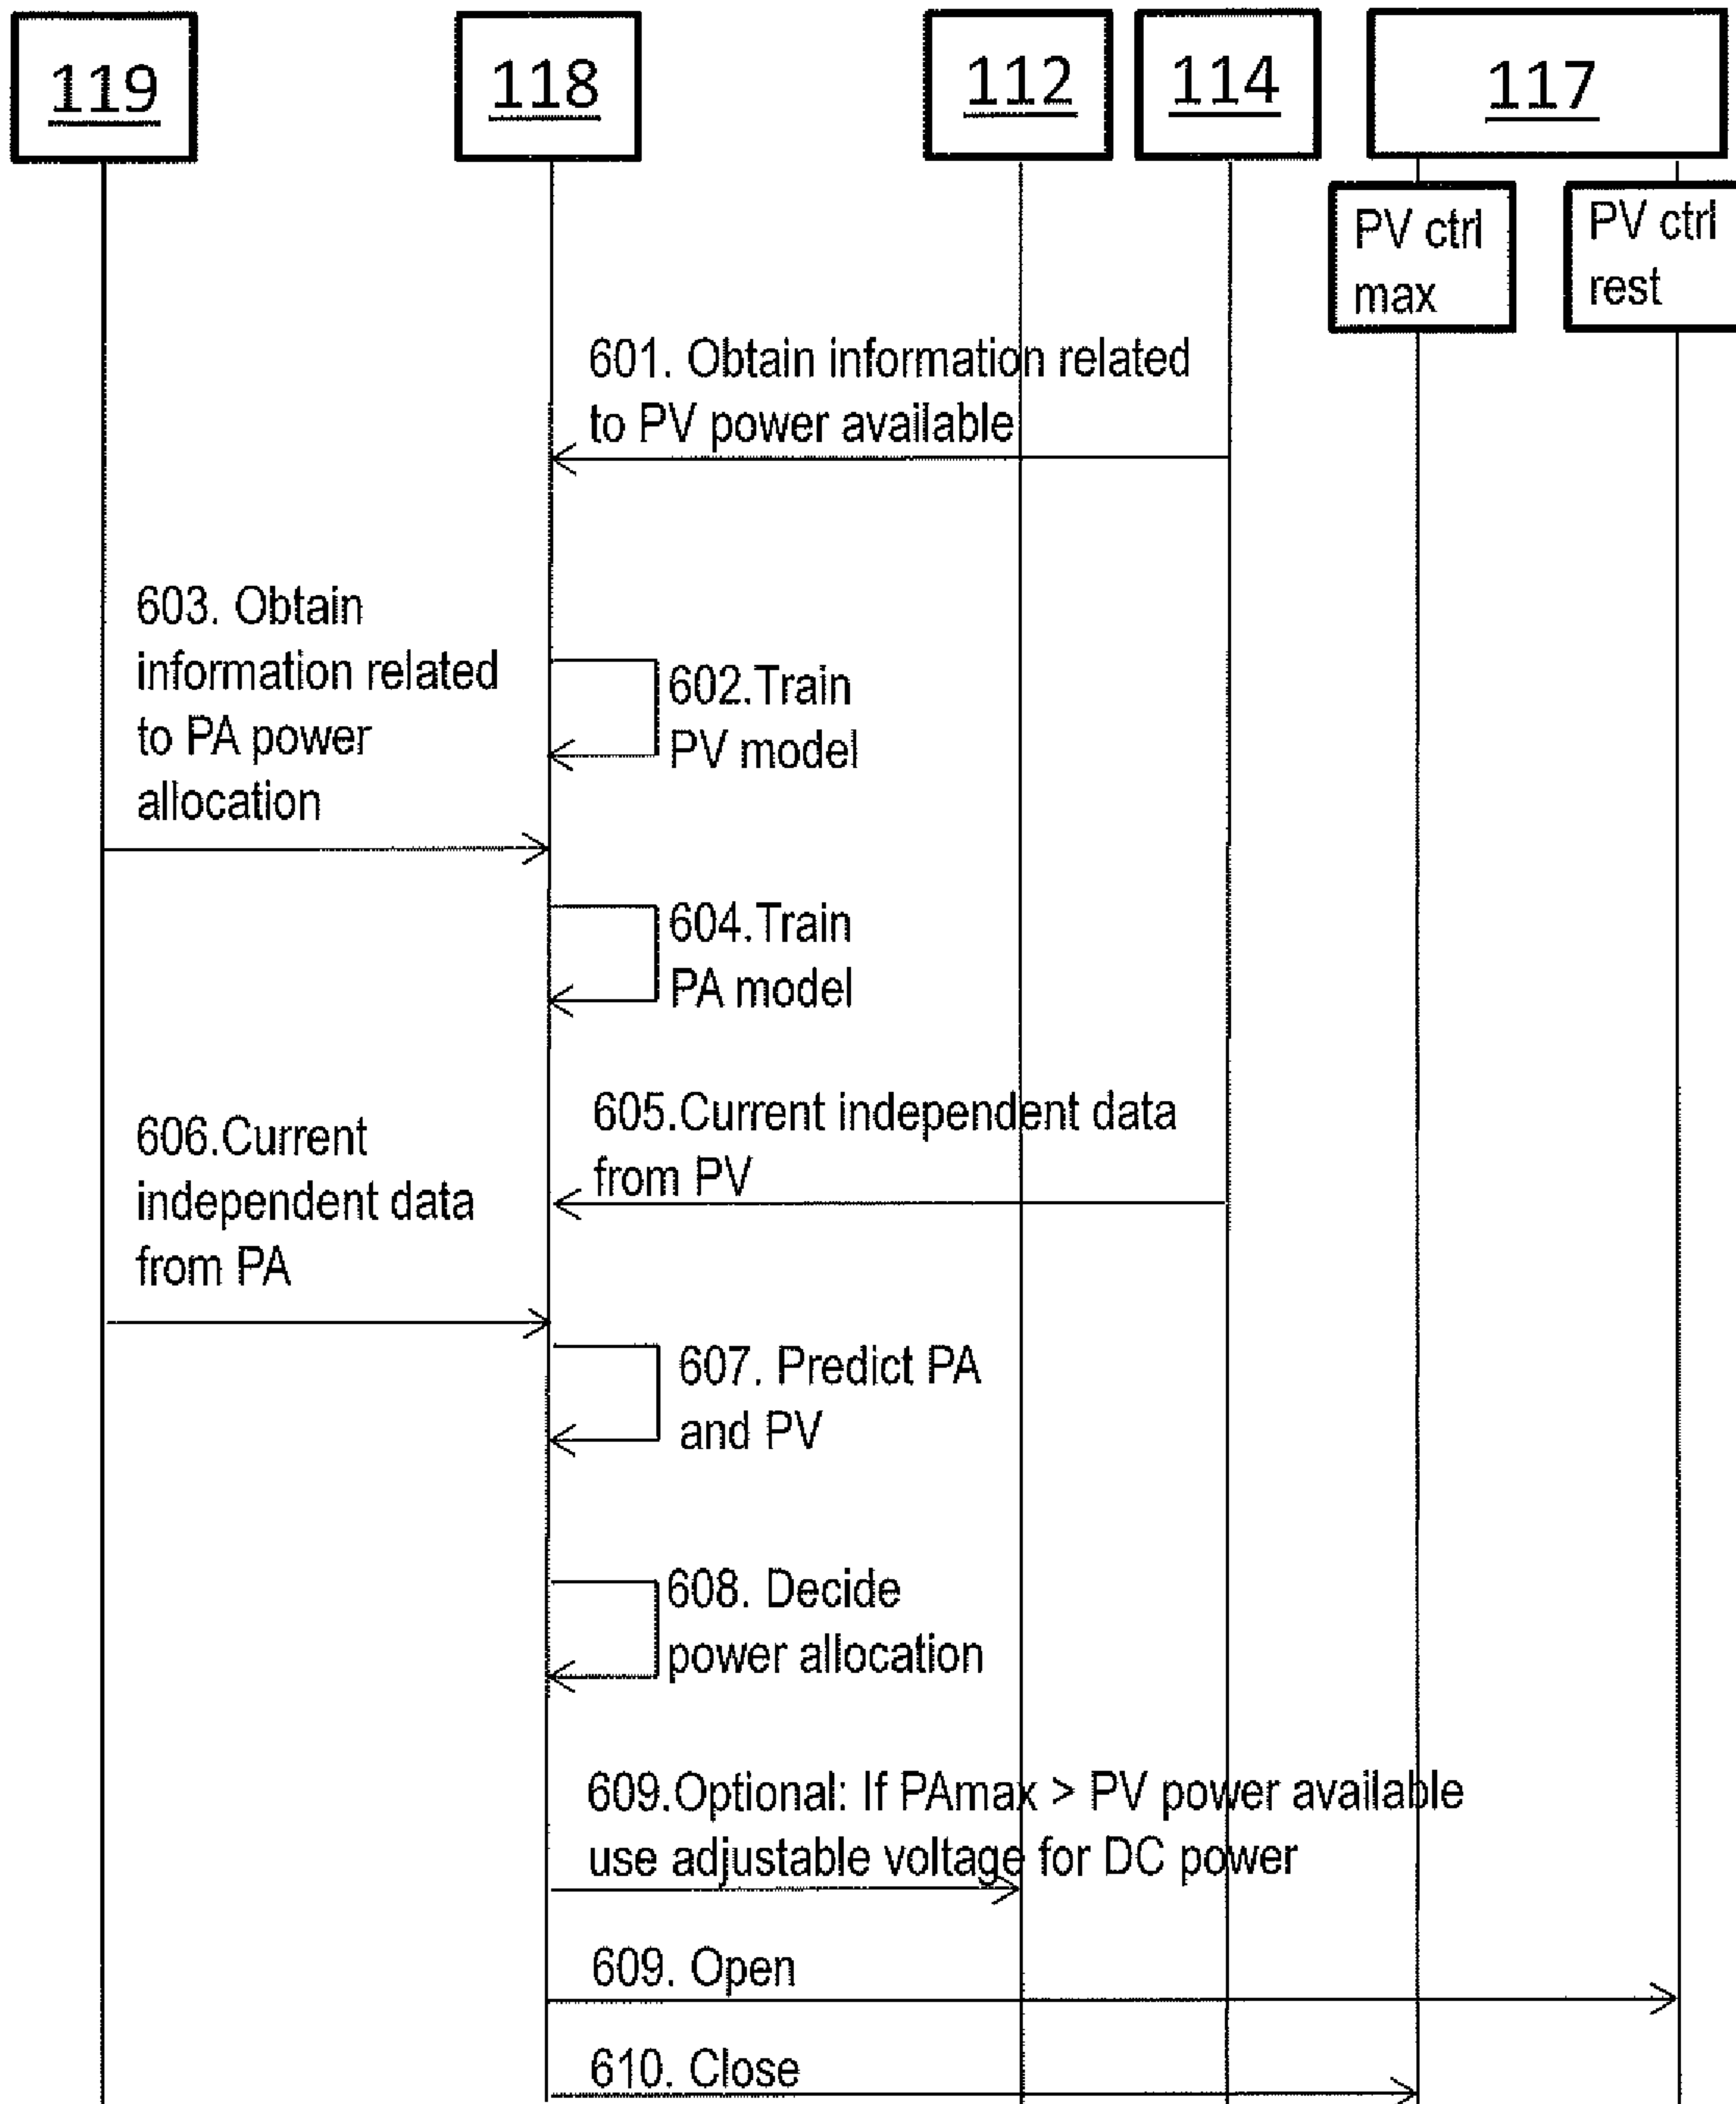 119
118
112
114
117
PV ctrl
max
PV ctrl
rest
601. Obtain information related
to PV power available
603. Obtain
information related
to PA power
allocation
602.Train
PV model
604.Train
PA model
605.Current independent data
from PV
606.Current
independent data
from PA
607. Predict PA
and PV
608. Decide
power allocation
609.Optional: If PAmax > PV power available
use adjustable voltage for DC power
609. Open
610. Close